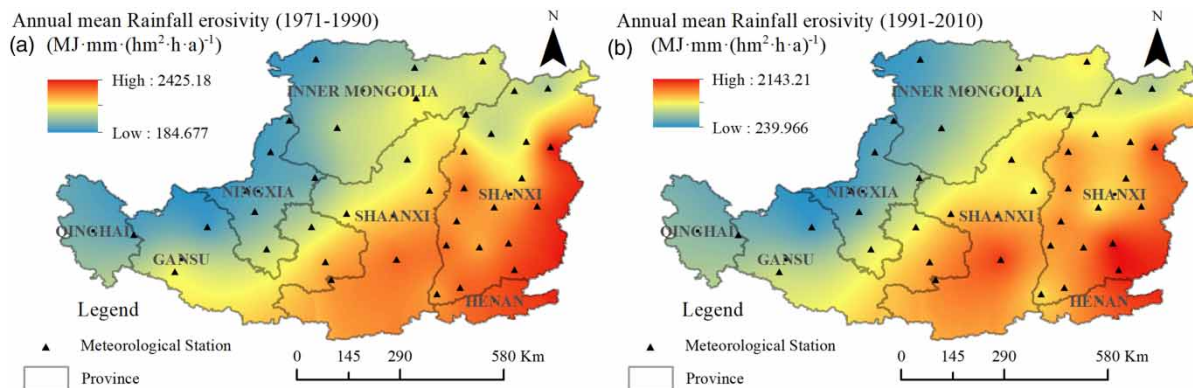 Annual mean Rainfall erosivity (1971-1990)
(a) (MJ·mm·(hm²·h·a)⁻¹
High : 2425.18
Low : 184.677
N
INNER MONGOLIA
NINGXIA
SHANXI
QINGHAI
SHAANXI
GANSU
HENAN
Legend
Meteorological Station
Province
0 145 290 580 Km
Annual mean Rainfall erosivity (1991-2010)
(b) (MJ·mm·(hm²·h·a)⁻¹
High : 2143.21
Low : 239.966
N
INNER MONGOLIA
NINGXIA
SHANXI
QINGHAI
SHAANXI
GANSU
HENAN
Legend
Meteorological Station
Province
0 145 290 580 Km